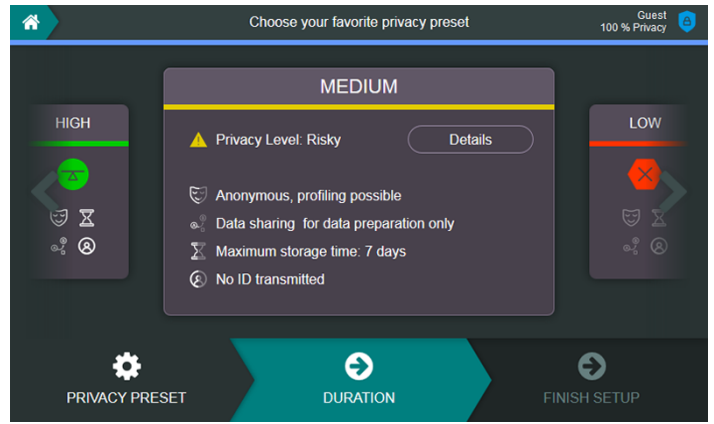 Choose your favorite privacy preset
Guest
100 % Privacy
HIGH
MEDIUM
Privacy Level: Risky
Details
Anonymous, profiling possible
Data sharing for data preparation only
Maximum storage time: 7 days
No ID transmitted
LOW
PRIVACY PRESET
DURATION
FINISH SETUP